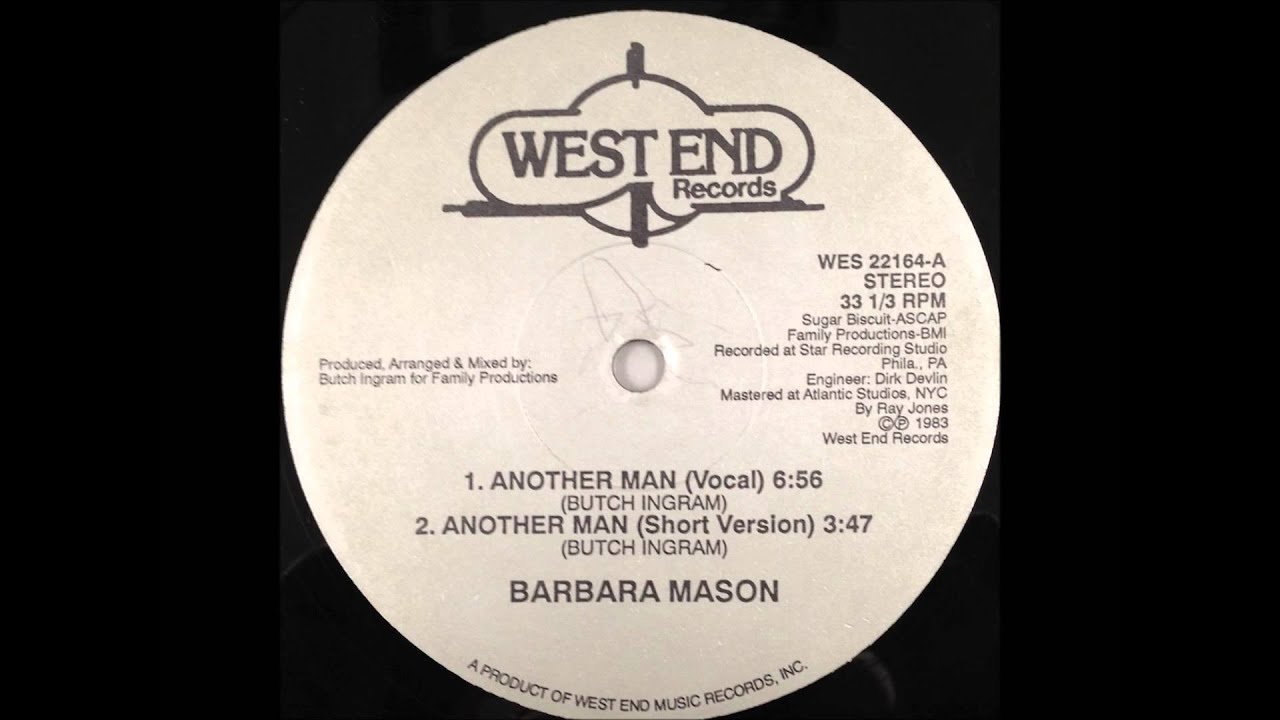 WEST END
Records
WES 22164-A
STEREO
33 1/3 RPM
Sugar Biscuit-ASCAP
Family Productions-BMI
Recorded at Star Recording Studio
Phila., PA
Engineer: Dirk Devlin
Mastered at Atlantic Studios, NYC
By Ray Jones
©℗ 1983
West End Records
Produced, Arranged & Mixed by:
Butch Ingram for Family Productions
1. ANOTHER MAN (Vocal) 6:56
(BUTCH INGRAM)
2. ANOTHER MAN (Short Version) 3:47
(BUTCH INGRAM)
BARBARA MASON
A PRODUCT OF WEST END MUSIC RECORDS, INC.